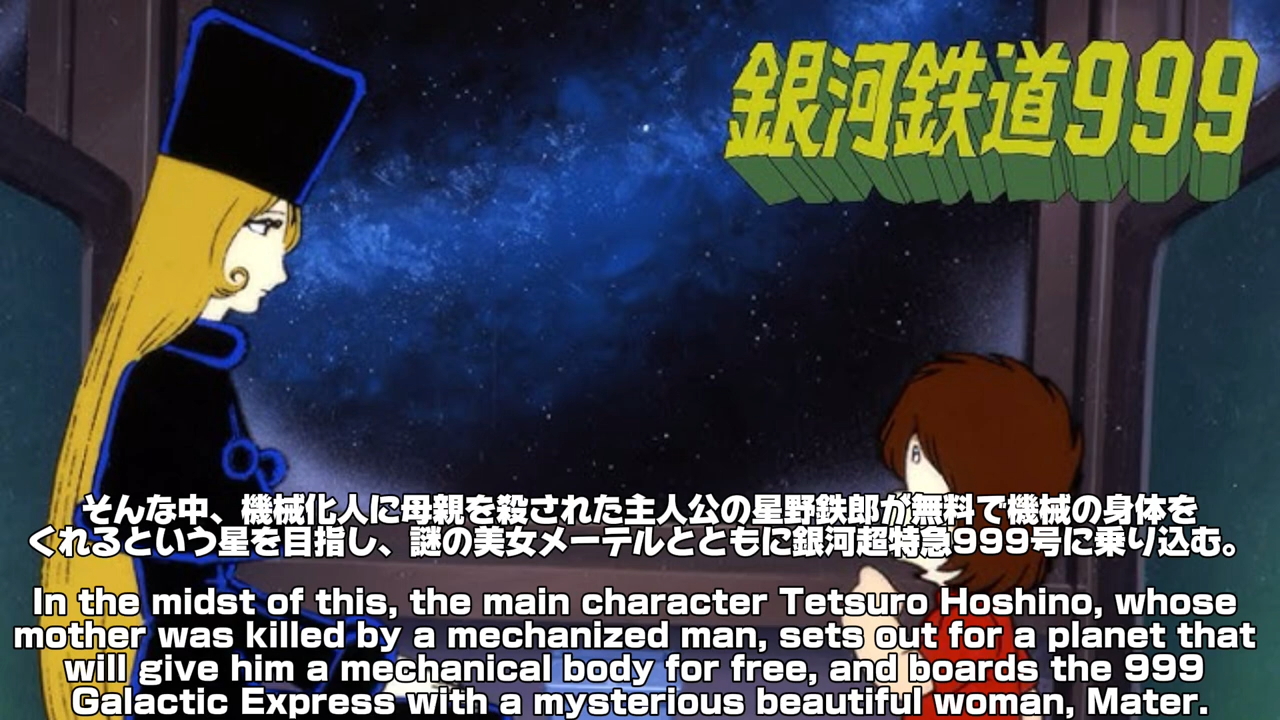 銀河鉄道999
そんな中、機械化人に母親を殺された主人公の星野鉄郎が無料で機械の身体を
くれるという星を目指し、謎の美女メーテルとともに銀河超特急999号に乗り込む。
In the midst of this, the main character Tetsuro Hoshino, whose
mother was killed by a mechanized man, sets out for a planet that
will give him a mechanical body for free, and boards the 999
Galactic Express with a mysterious beautiful woman, Mater.